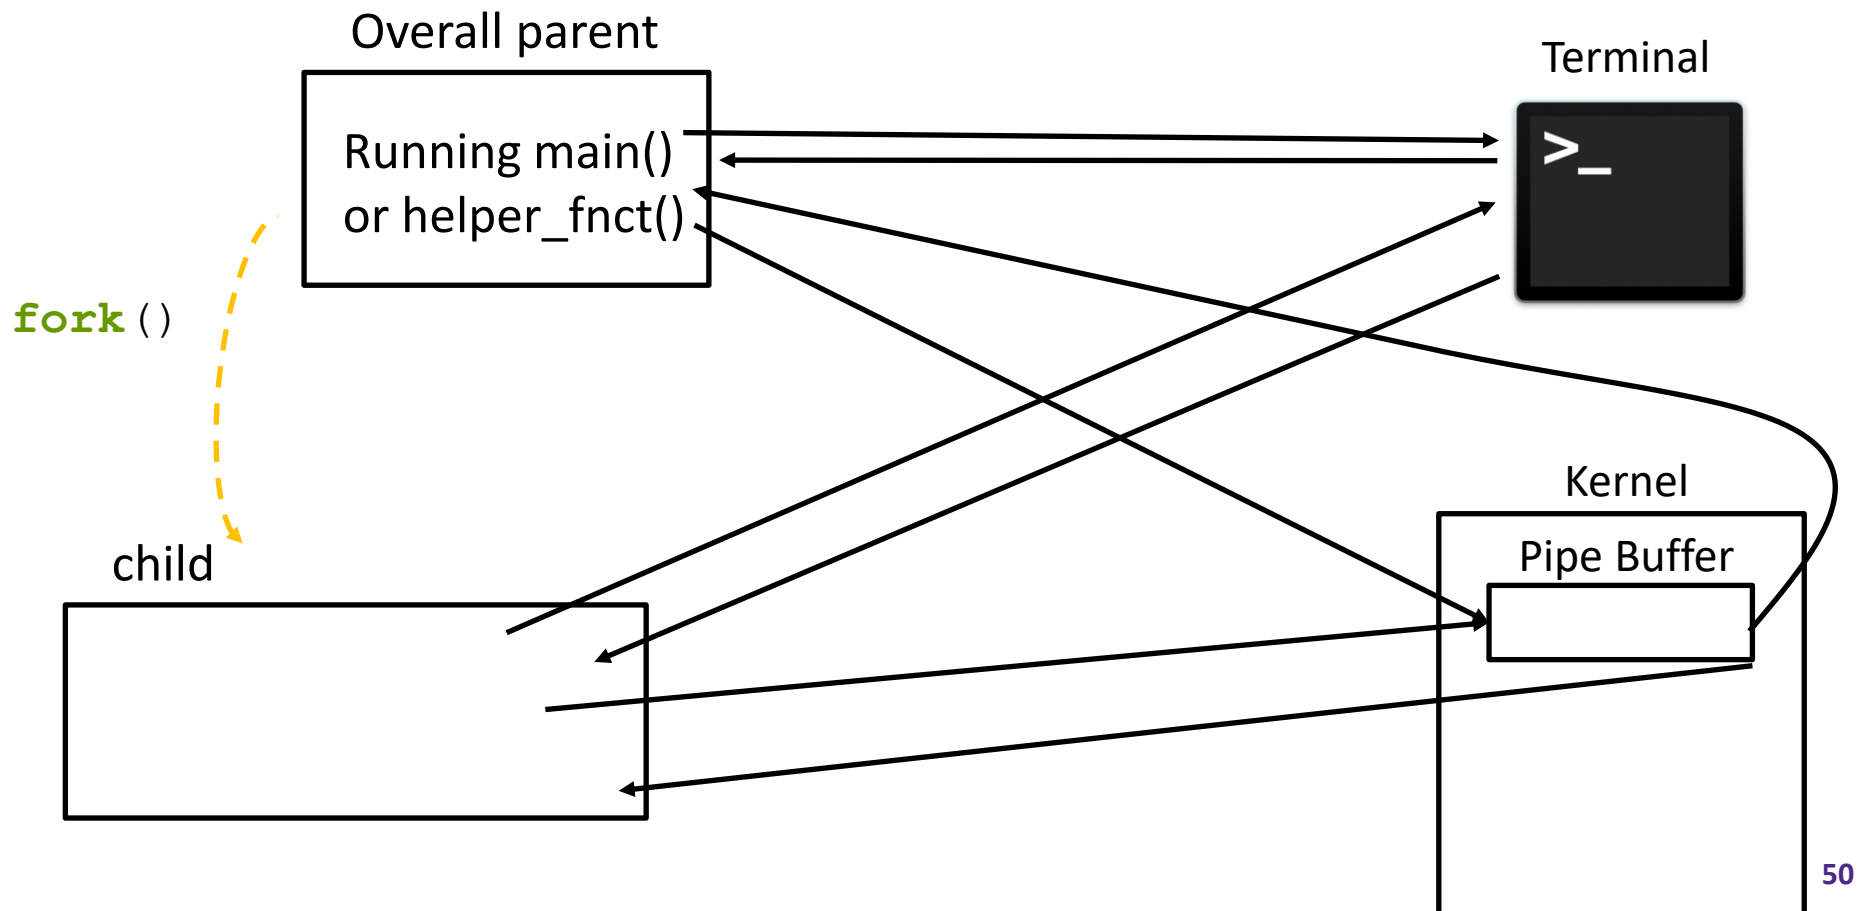 Overall parent
Terminal
>_
Running main()
or helper_fnct()
fork()
Kernel
child
Pipe Buffer
50